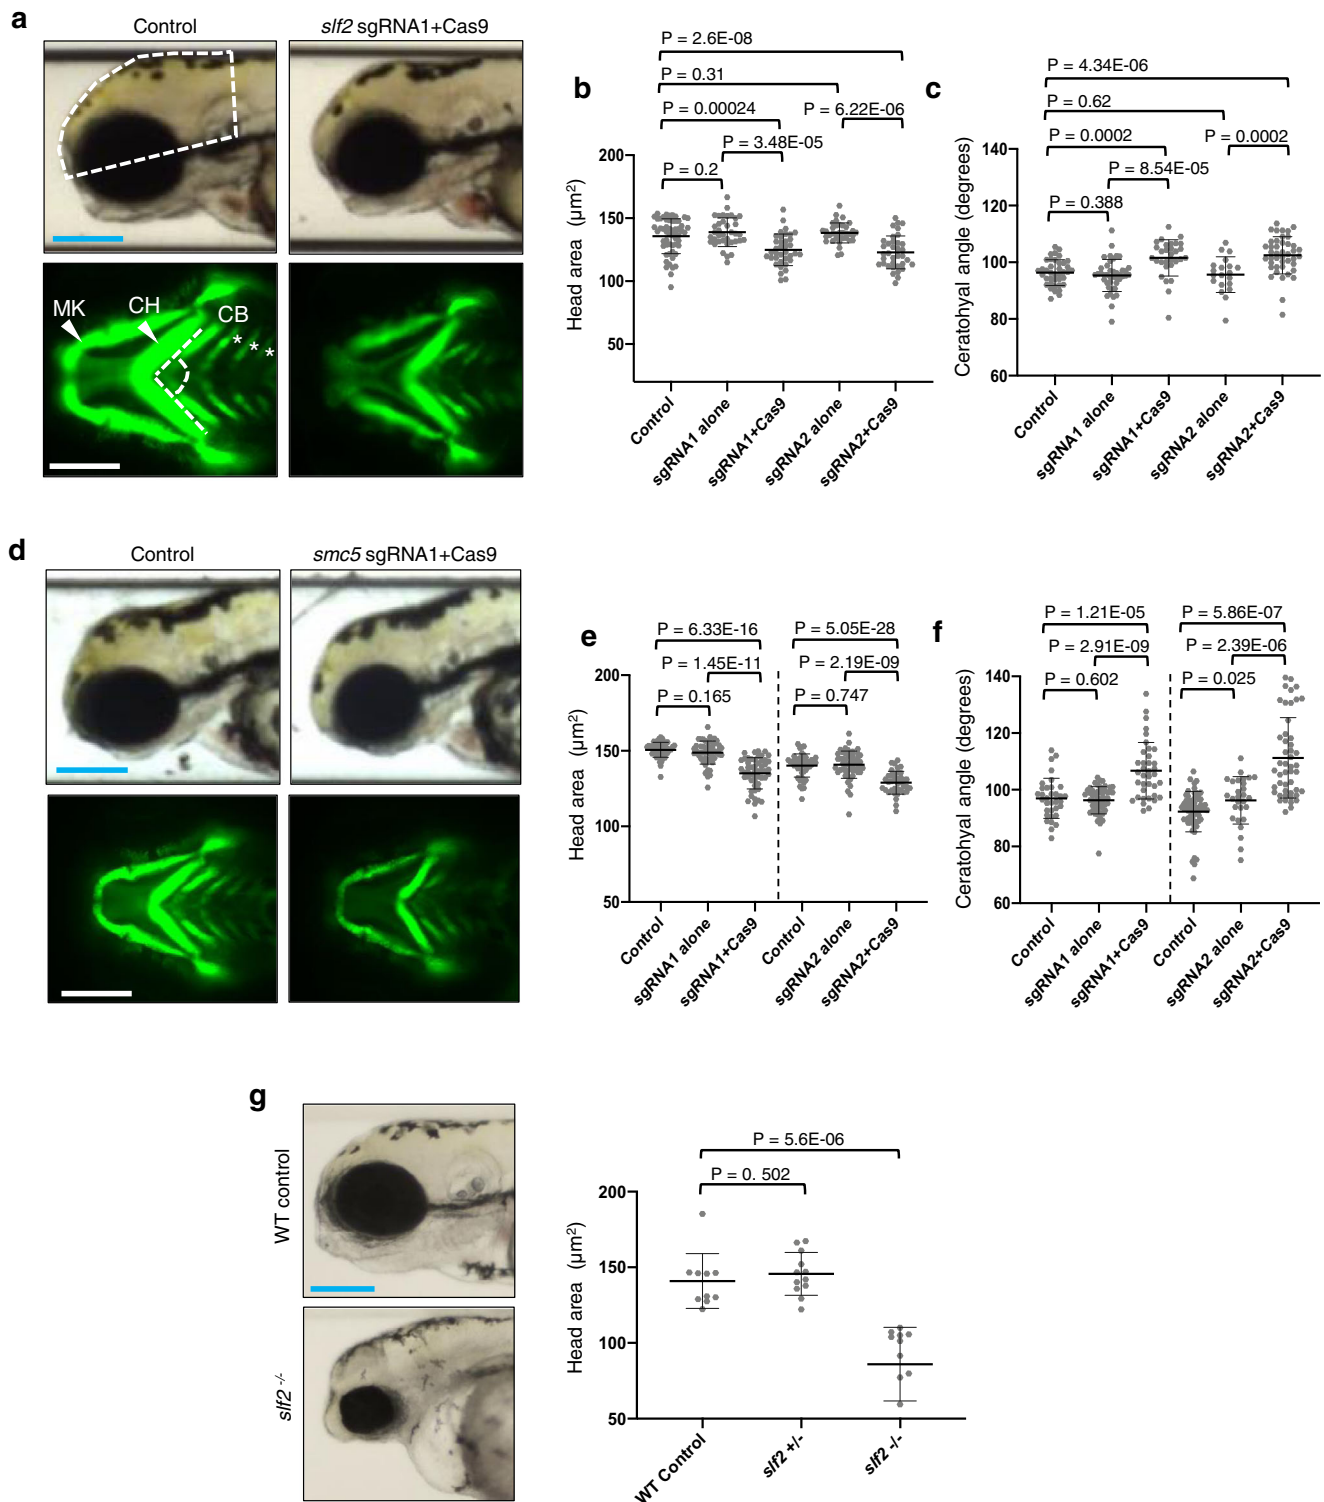 a
Control
slf2 sgRNA1+Cas9
MK
CH
CB
* * *
b
P = 2.6E-08
P = 0.31
P = 0.00024
P = 6.22E-06
P = 3.48E-05
P = 0.2
Head area (µm²)
200
150
100
50
Control
sgRNA1 alone
sgRNA1+Cas9
sgRNA2 alone
sgRNA2+Cas9
c
P = 4.34E-06
P = 0.62
P = 0.0002
P = 0.0002
P = 8.54E-05
P = 0.388
Ceratohyal angle (degrees)
140
120
100
80
60
Control
sgRNA1 alone
sgRNA1+Cas9
sgRNA2 alone
sgRNA2+Cas9
d
Control
smc5 sgRNA1+Cas9
e
P = 6.33E-16
P = 5.05E-28
P = 1.45E-11
P = 2.19E-09
P = 0.165
P = 0.747
Head area (µm²)
200
150
100
50
Control
sgRNA1 alone
sgRNA1+Cas9
Control
sgRNA2 alone
sgRNA2+Cas9
f
P = 1.21E-05
P = 5.86E-07
P = 2.91E-09
P = 2.39E-06
P = 0.602
P = 0.025
Ceratohyal angle (degrees)
140
120
100
80
60
Control
sgRNA1 alone
sgRNA1+Cas9
Control
sgRNA2 alone
sgRNA2+Cas9
g
WT control
slf2 -/-
P = 5.6E-06
P = 0. 502
Head area (µm²)
200
150
100
50
WT Control
slf2 +/-
slf2 -/-